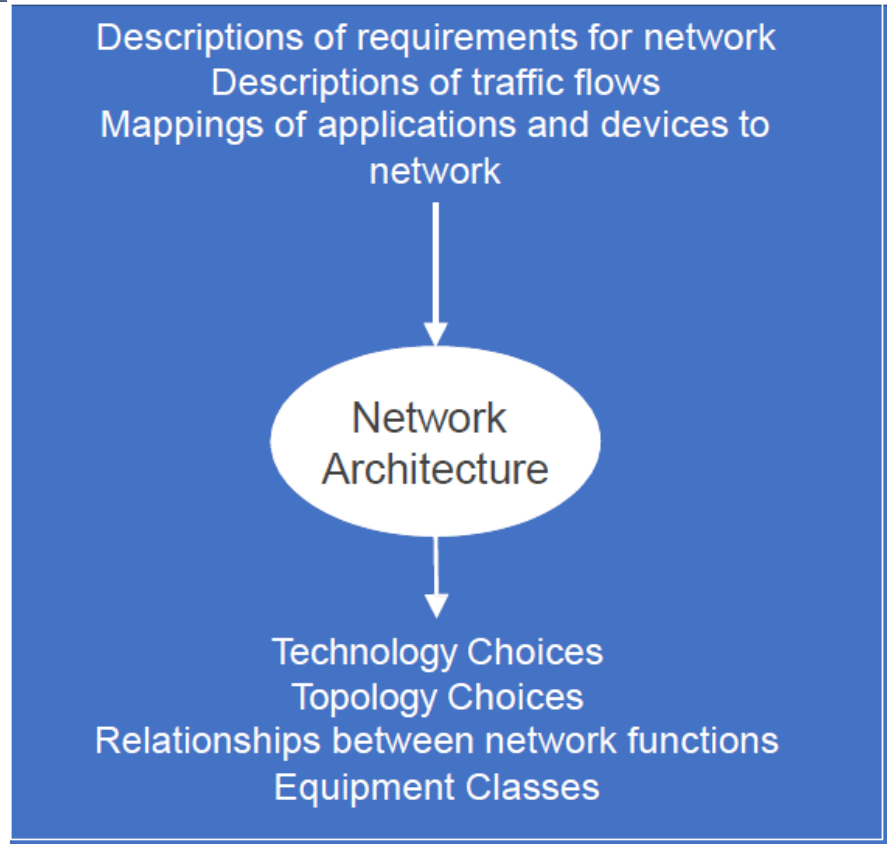 Descriptions of requirements for network
Descriptions of traffic flows
Mappings of applications and devices to
network
Network
Architecture
Technology Choices
Topology Choices
Relationships between network functions
Equipment Classes